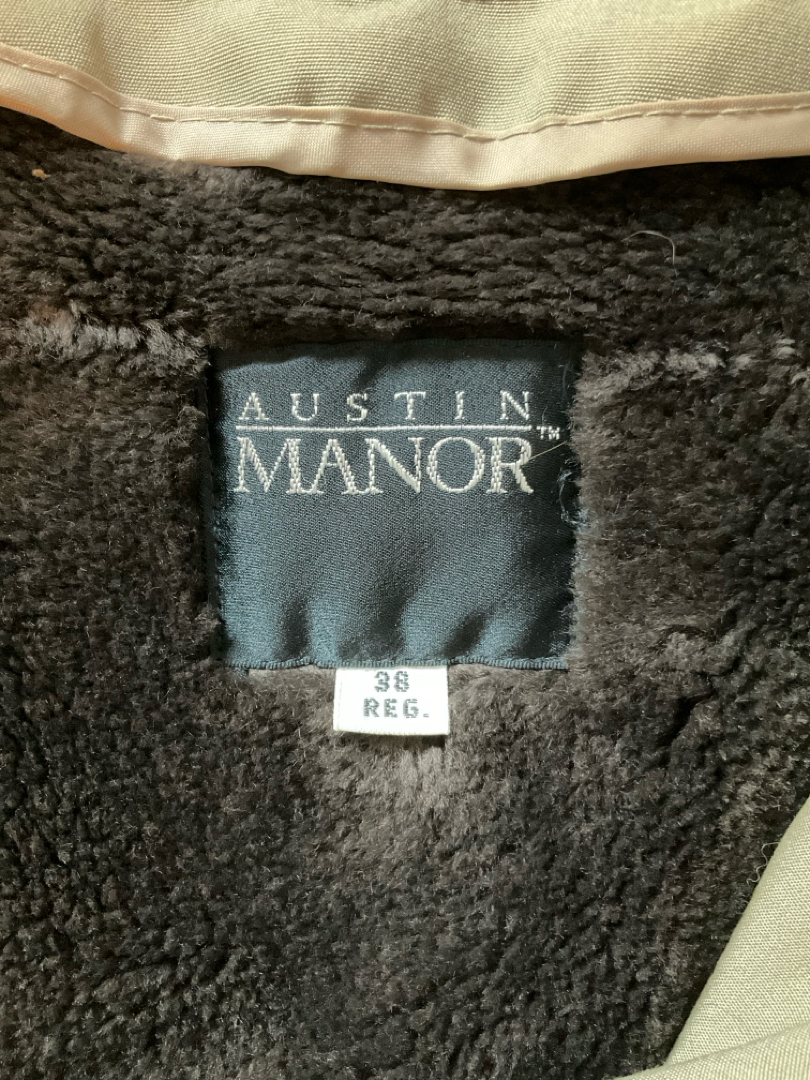 AUSTIN
MANOR™
38
REG.